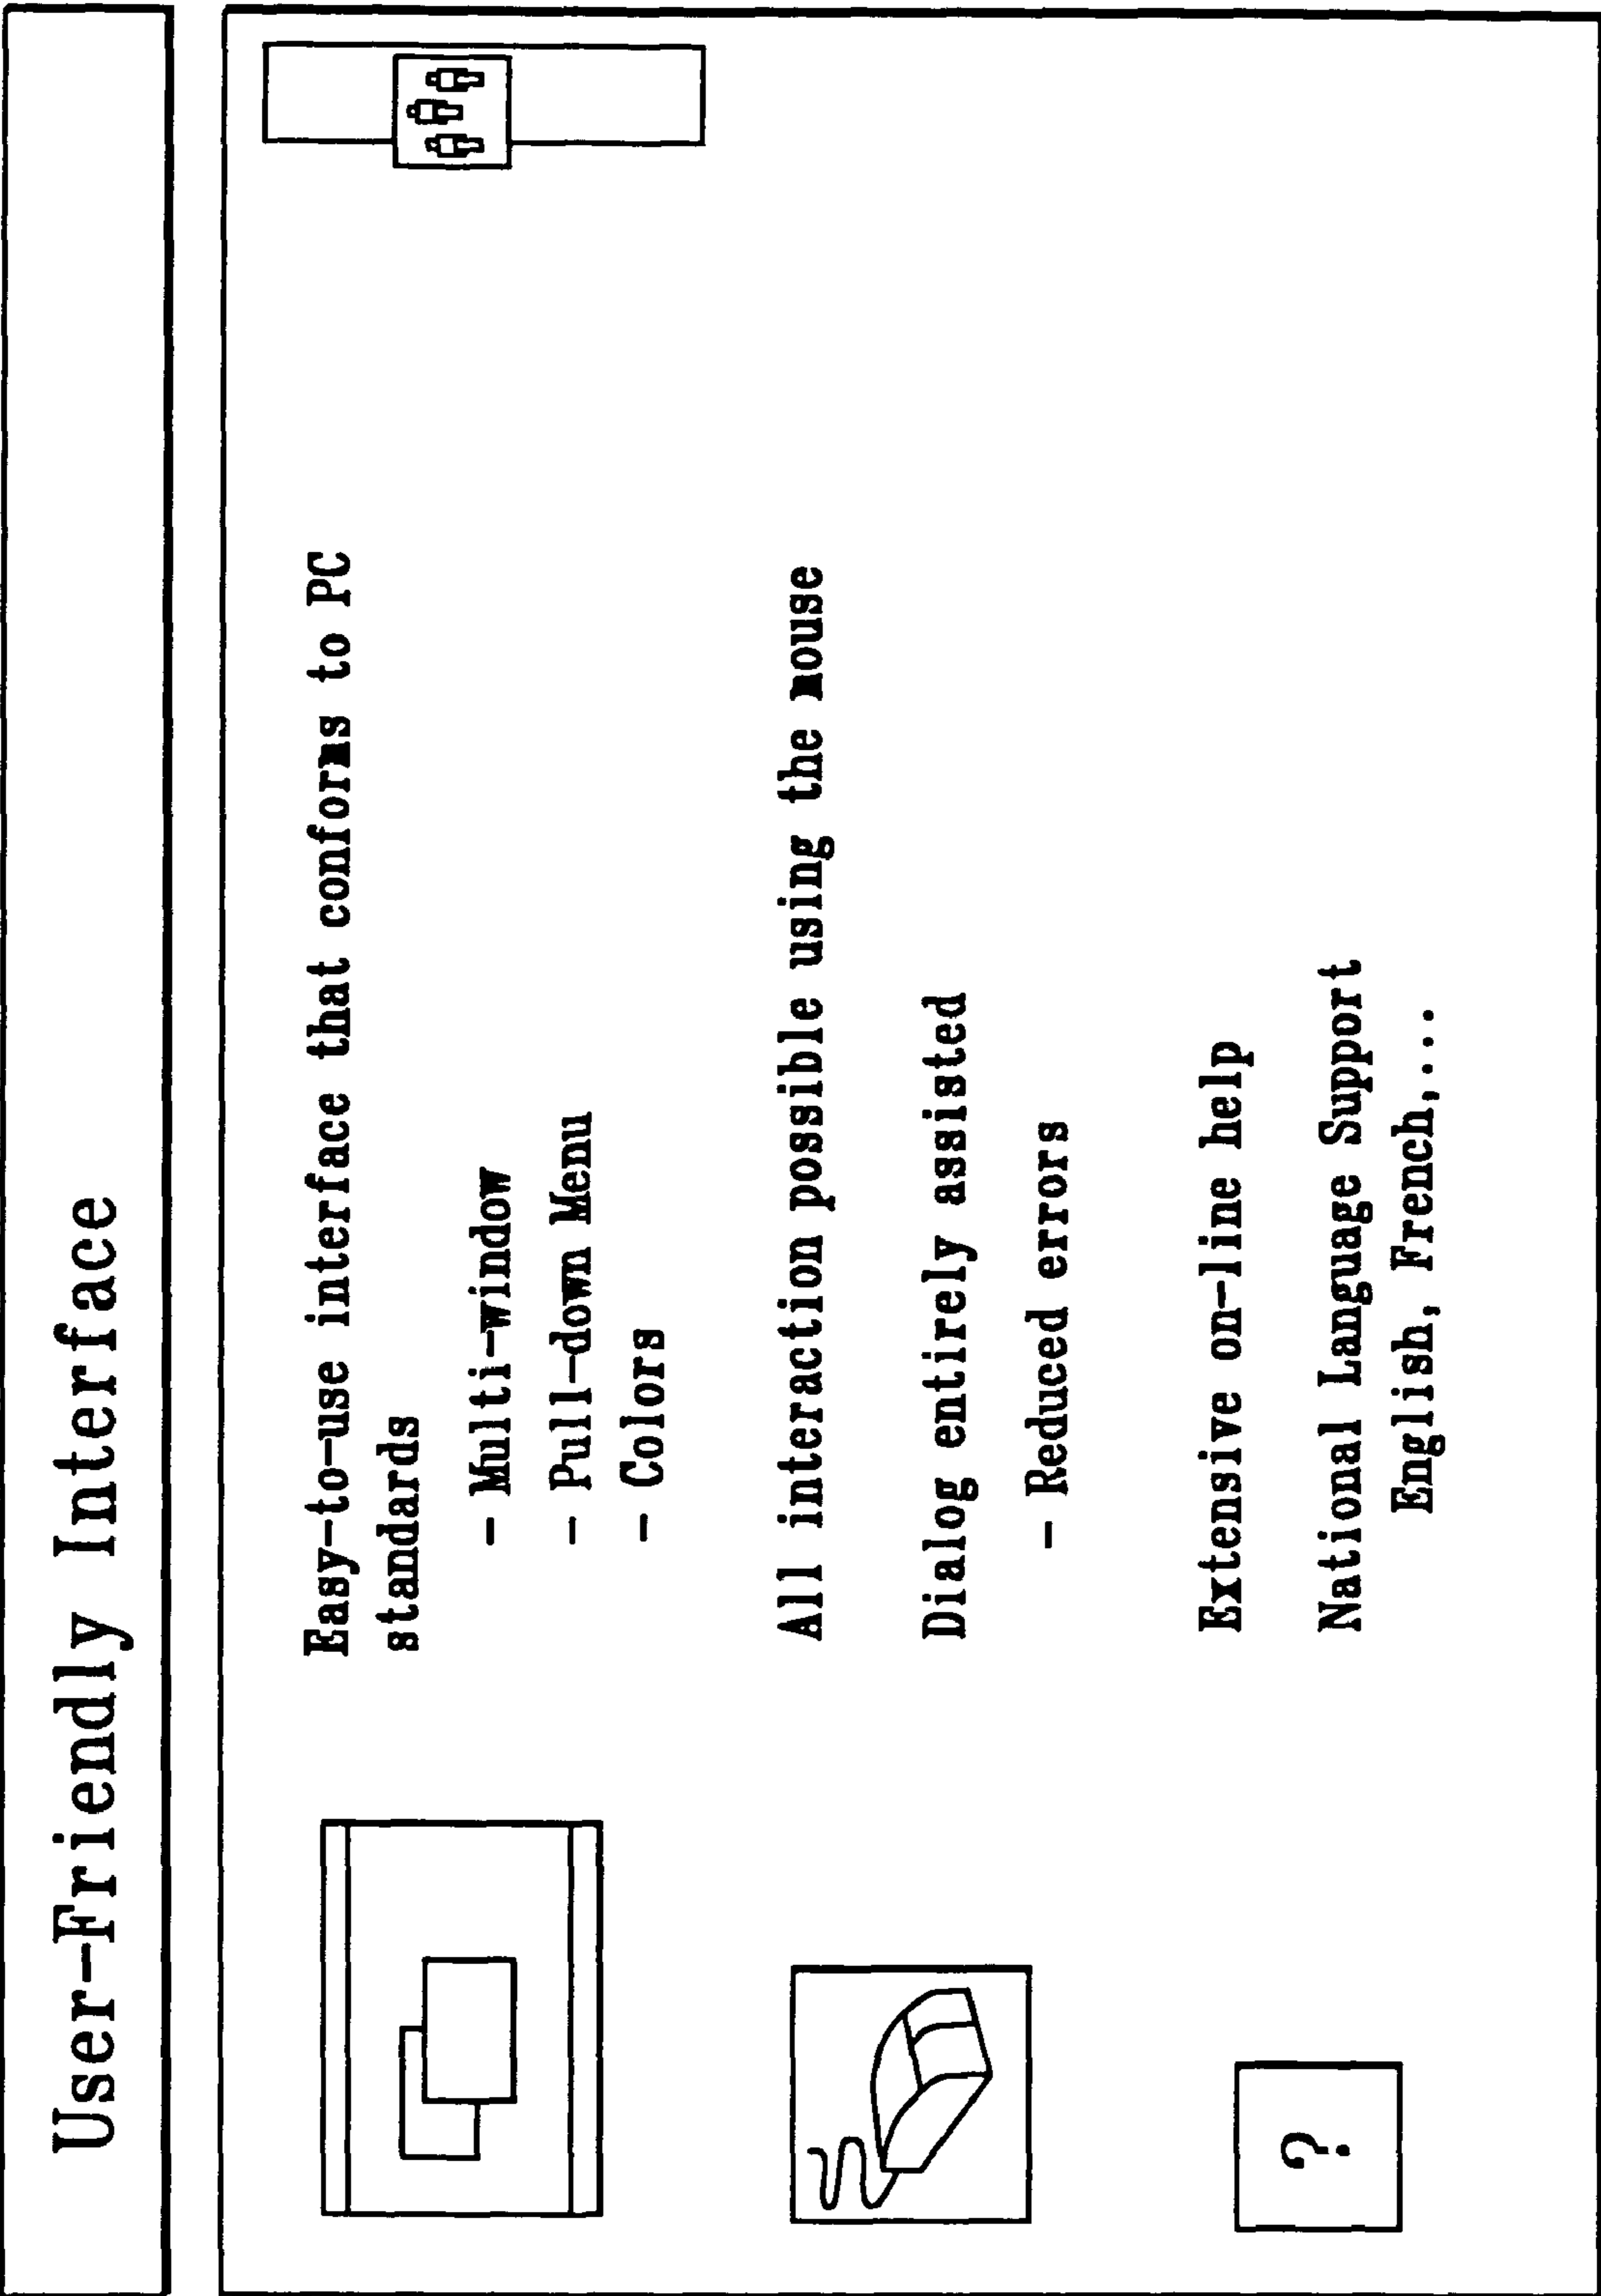 User-Friendly Interface
Easy-to-use interface that conforms to PC
standards
- Multi-window
- Pull-down Menu
- Colors
All interaction possible using the mouse
Dialog entirely assisted
- Reduced errors
Extensive on-line help
National Language Support
English, French,...
?